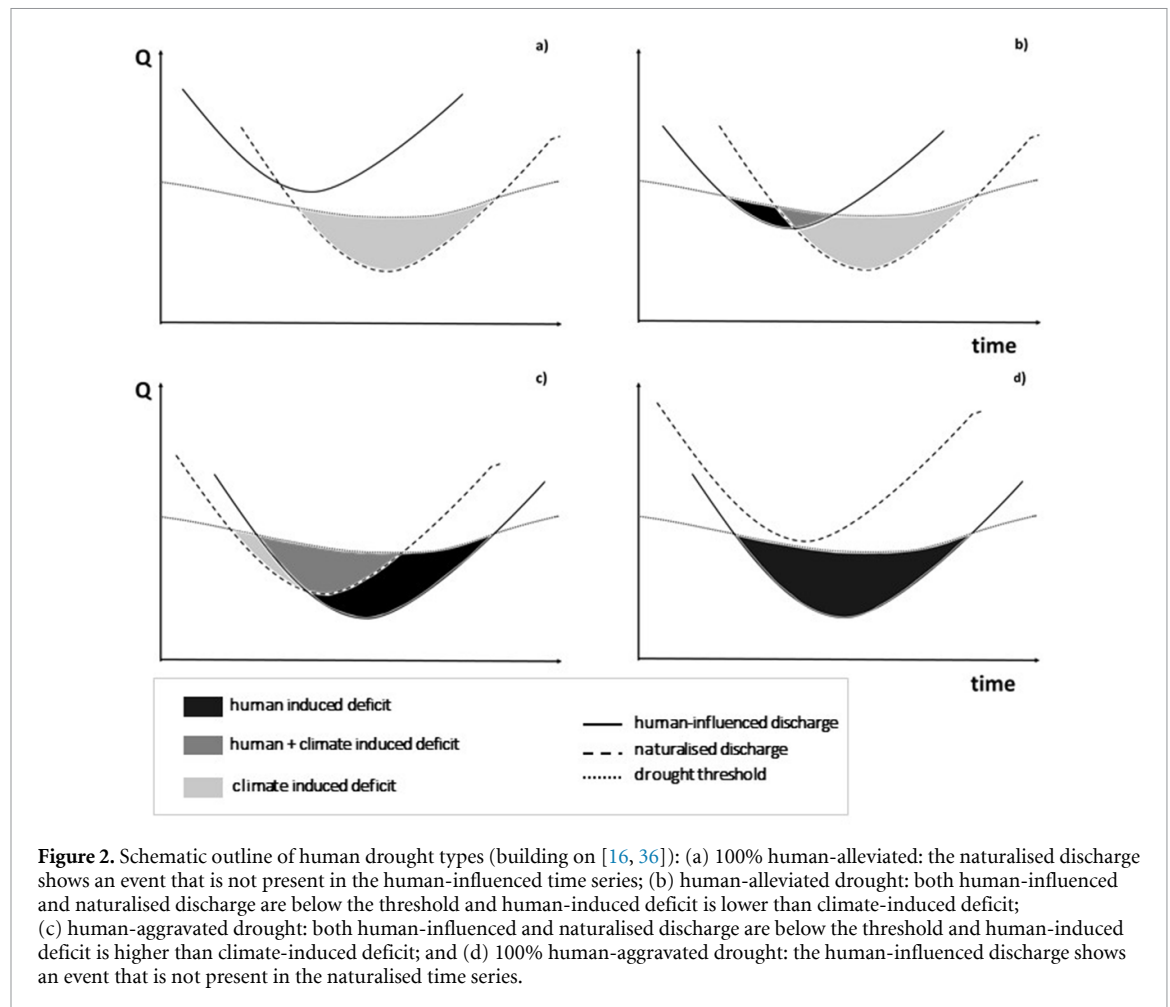 Q
a)
b)
time
Q
c)
d)
time
human induced deficit
human + climate induced deficit
climate induced deficit
human-influenced discharge
naturalised discharge
drought threshold
Figure 2. Schematic outline of human drought types (building on [16, 36]): (a) 100% human-alleviated: the naturalised discharge
shows an event that is not present in the human-influenced time series; (b) human-alleviated drought: both human-influenced
and naturalised discharge are below the threshold and human-induced deficit is lower than climate-induced deficit;
(c) human-aggravated drought: both human-influenced and naturalised discharge are below the threshold and human-induced
deficit is higher than climate-induced deficit; and (d) 100% human-aggravated drought: the human-influenced discharge shows
an event that is not present in the naturalised time series.